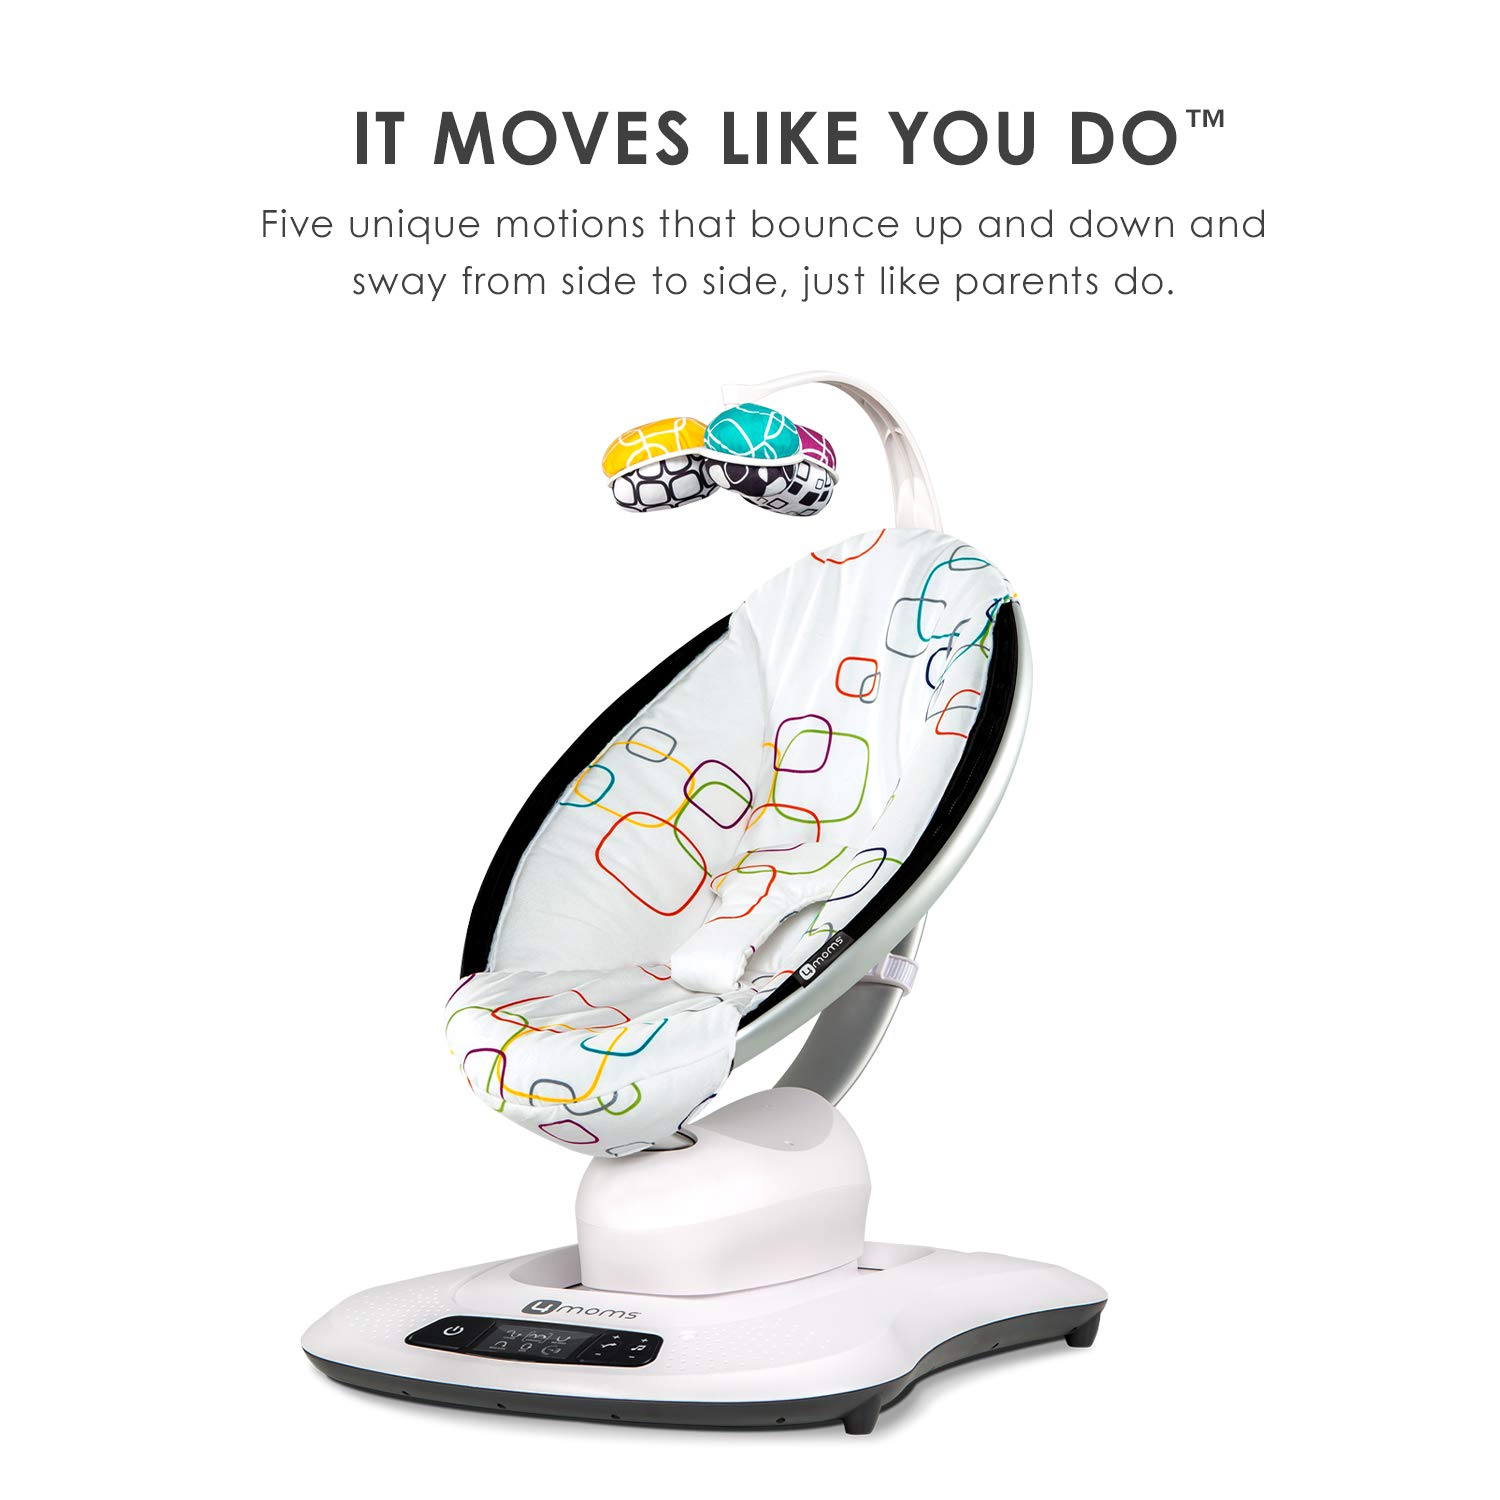 IT MOVES LIKE YOU DO™
Five unique motions that bounce up and down and
sway from side to side, just like parents do.
4moms
4moms